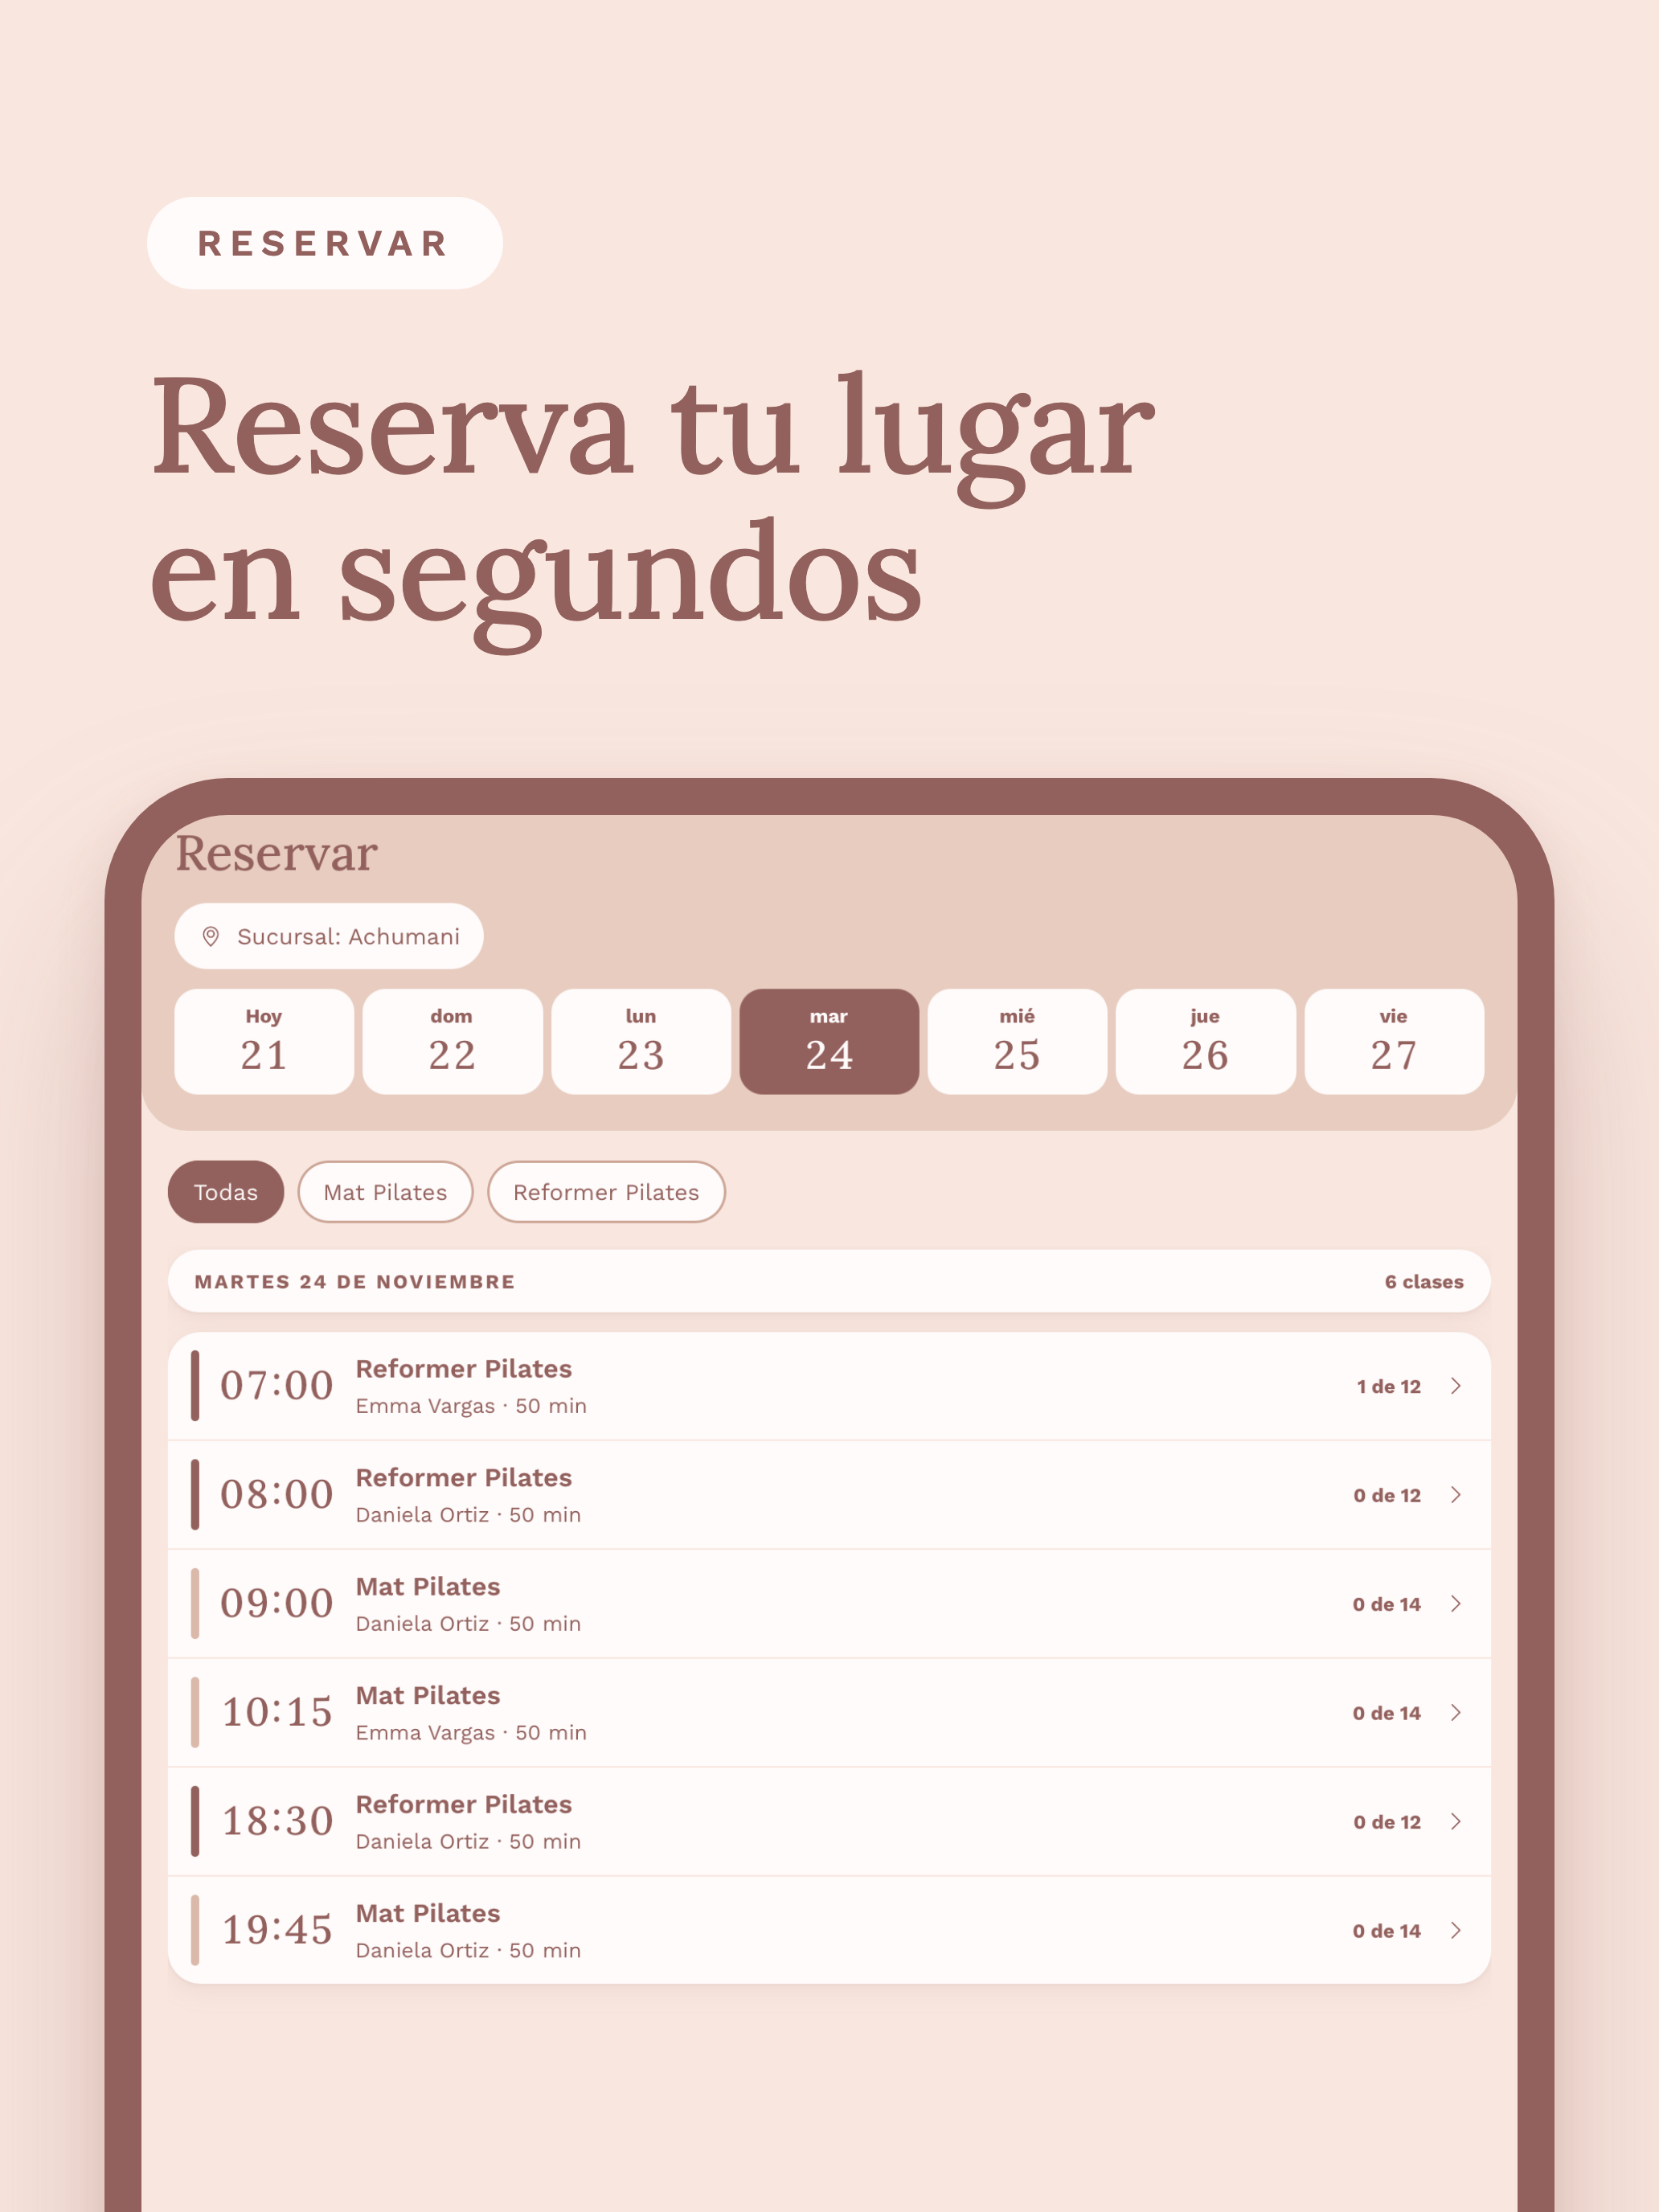 RESERVAR
Reserva tu lugar
en segundos
Reservar
Sucursal: Achumani
Hoy dom lun mar mié jue vie
21 22 23 24 25 26 27
Todas Mat Pilates Reformer Pilates
MARTES 24 DE NOVIEMBRE 6 clases
07:00 Reformer Pilates 1 de 12
Emma Vargas · 50 min
08:00 Reformer Pilates 0 de 12
Daniela Ortiz · 50 min
09:00 Mat Pilates 0 de 14
Daniela Ortiz · 50 min
10:15 Mat Pilates 0 de 14
Emma Vargas · 50 min
18:30 Reformer Pilates 0 de 12
Daniela Ortiz · 50 min
19:45 Mat Pilates 0 de 14
Daniela Ortiz · 50 min